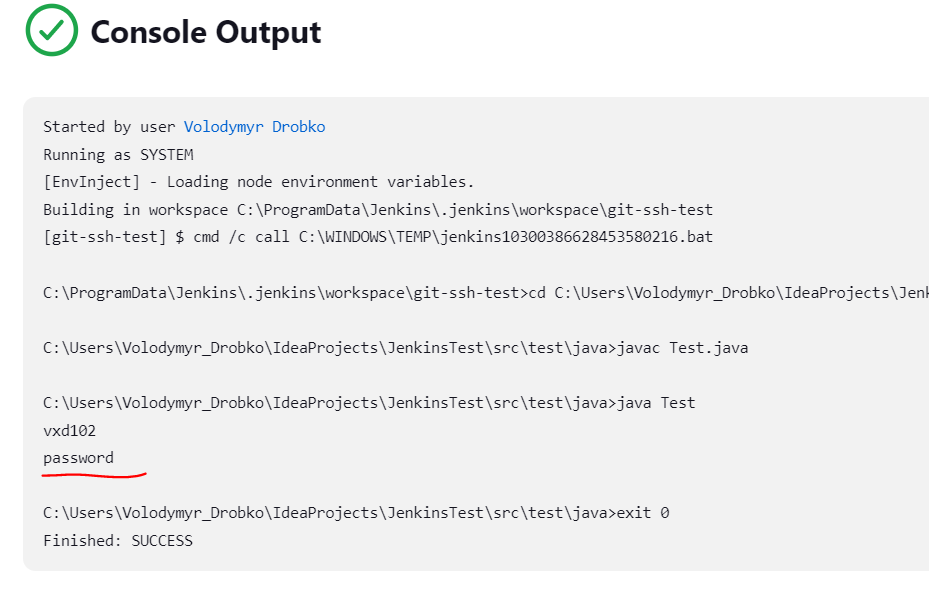 Console Output
Started by user Volodymyr Drobko
Running as SYSTEM
[EnvInject] - Loading node environment variables.
Building in workspace C:\ProgramData\Jenkins\.jenkins\workspace\git-ssh-test
[git-ssh-test] $ cmd /c call C:\WINDOWS\TEMP\jenkins10300386628453580216.bat
C:\ProgramData\Jenkins\.jenkins\workspace\git-ssh-test>cd C:\Users\Volodymyr_Drobko\IdeaProjects\Jen
C:\Users\Volodymyr_Drobko\IdeaProjects\JenkinsTest\src\test\java>javac Test.java
C:\Users\Volodymyr_Drobko\IdeaProjects\JenkinsTest\src\test\java>java Test
vxd102
password
C:\Users\Volodymyr_Drobko\IdeaProjects\JenkinsTest\src\test\java>exit 0
Finished: SUCCESS